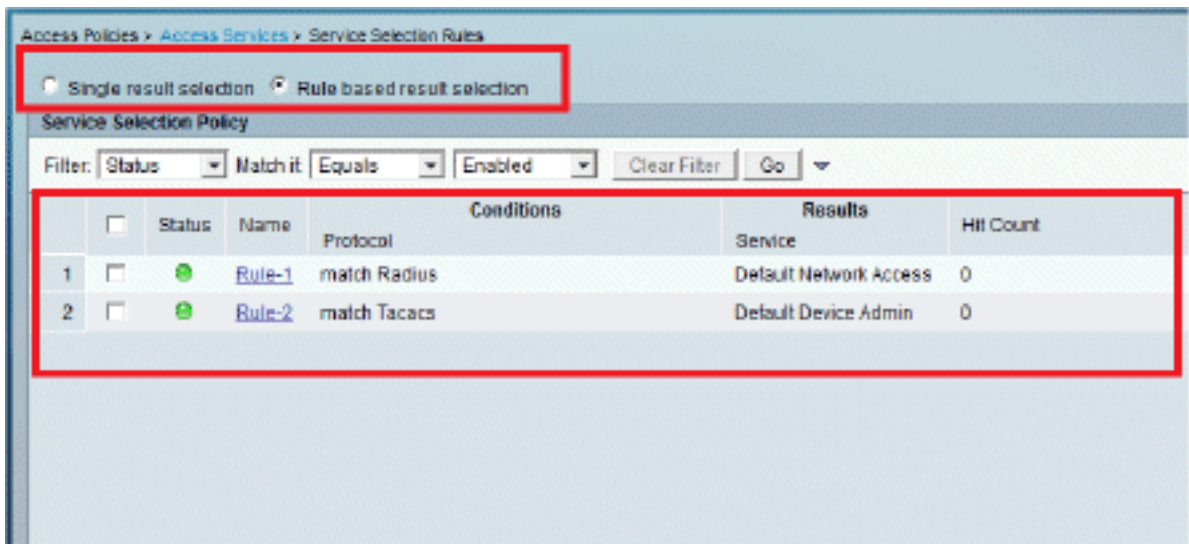 Access Policies > Access Services > Service Selection Rules
Single result selection Rule based result selection
Service Selection Policy
Filter: Status Match if: Equals Enabled Clear Filter Go
Conditions Results
Status Name Hit Count
Protocol Service
1 Rule-1 match Radius Default Network Access 0
2 Rule-2 match Tacacs Default Device Admin 0